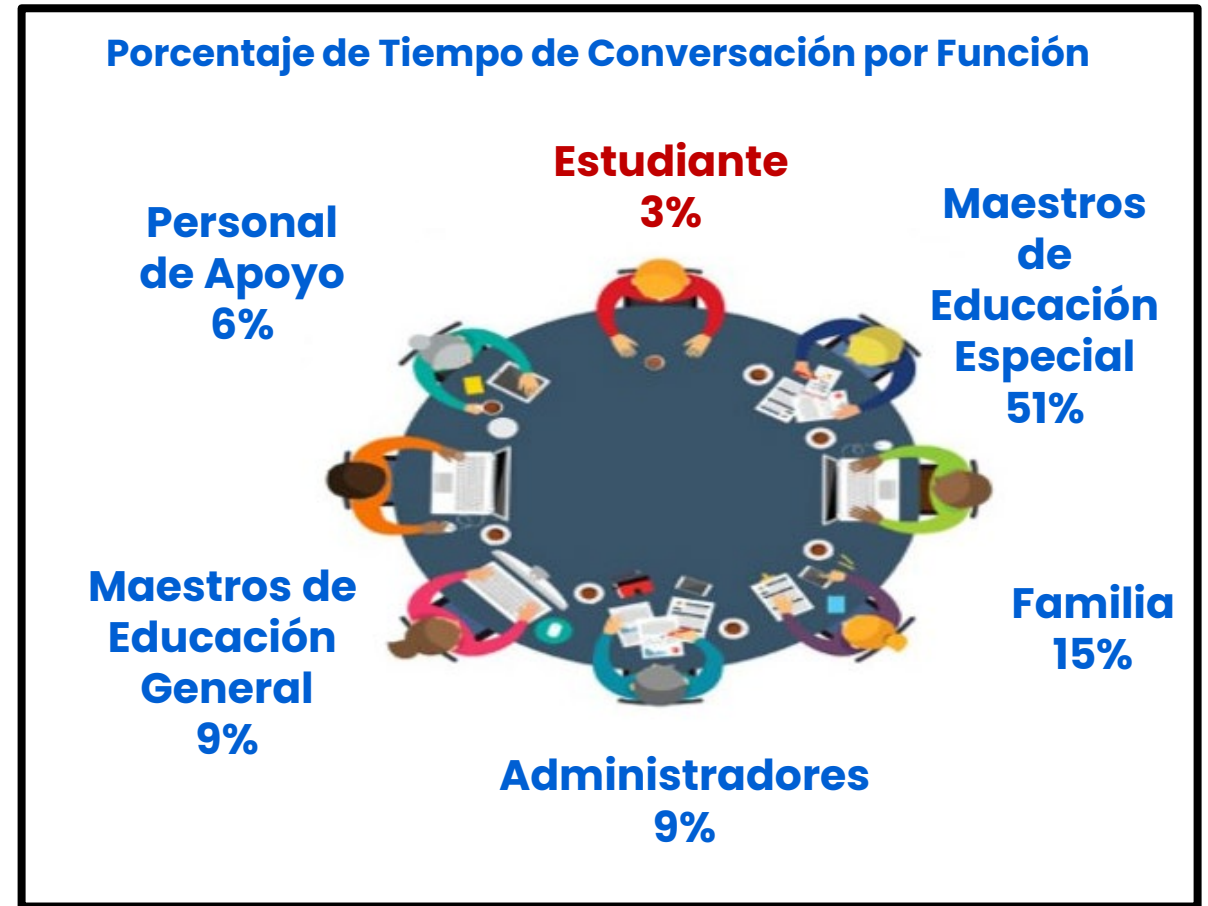 Porcentaje de Tiempo de Conversación por Función
Estudiante
3%
Maestros
de
Educación
Especial
51%
Personal
de Apoyo
6%
Familia
15%
Maestros de
Educación
General
9%
Administradores
9%